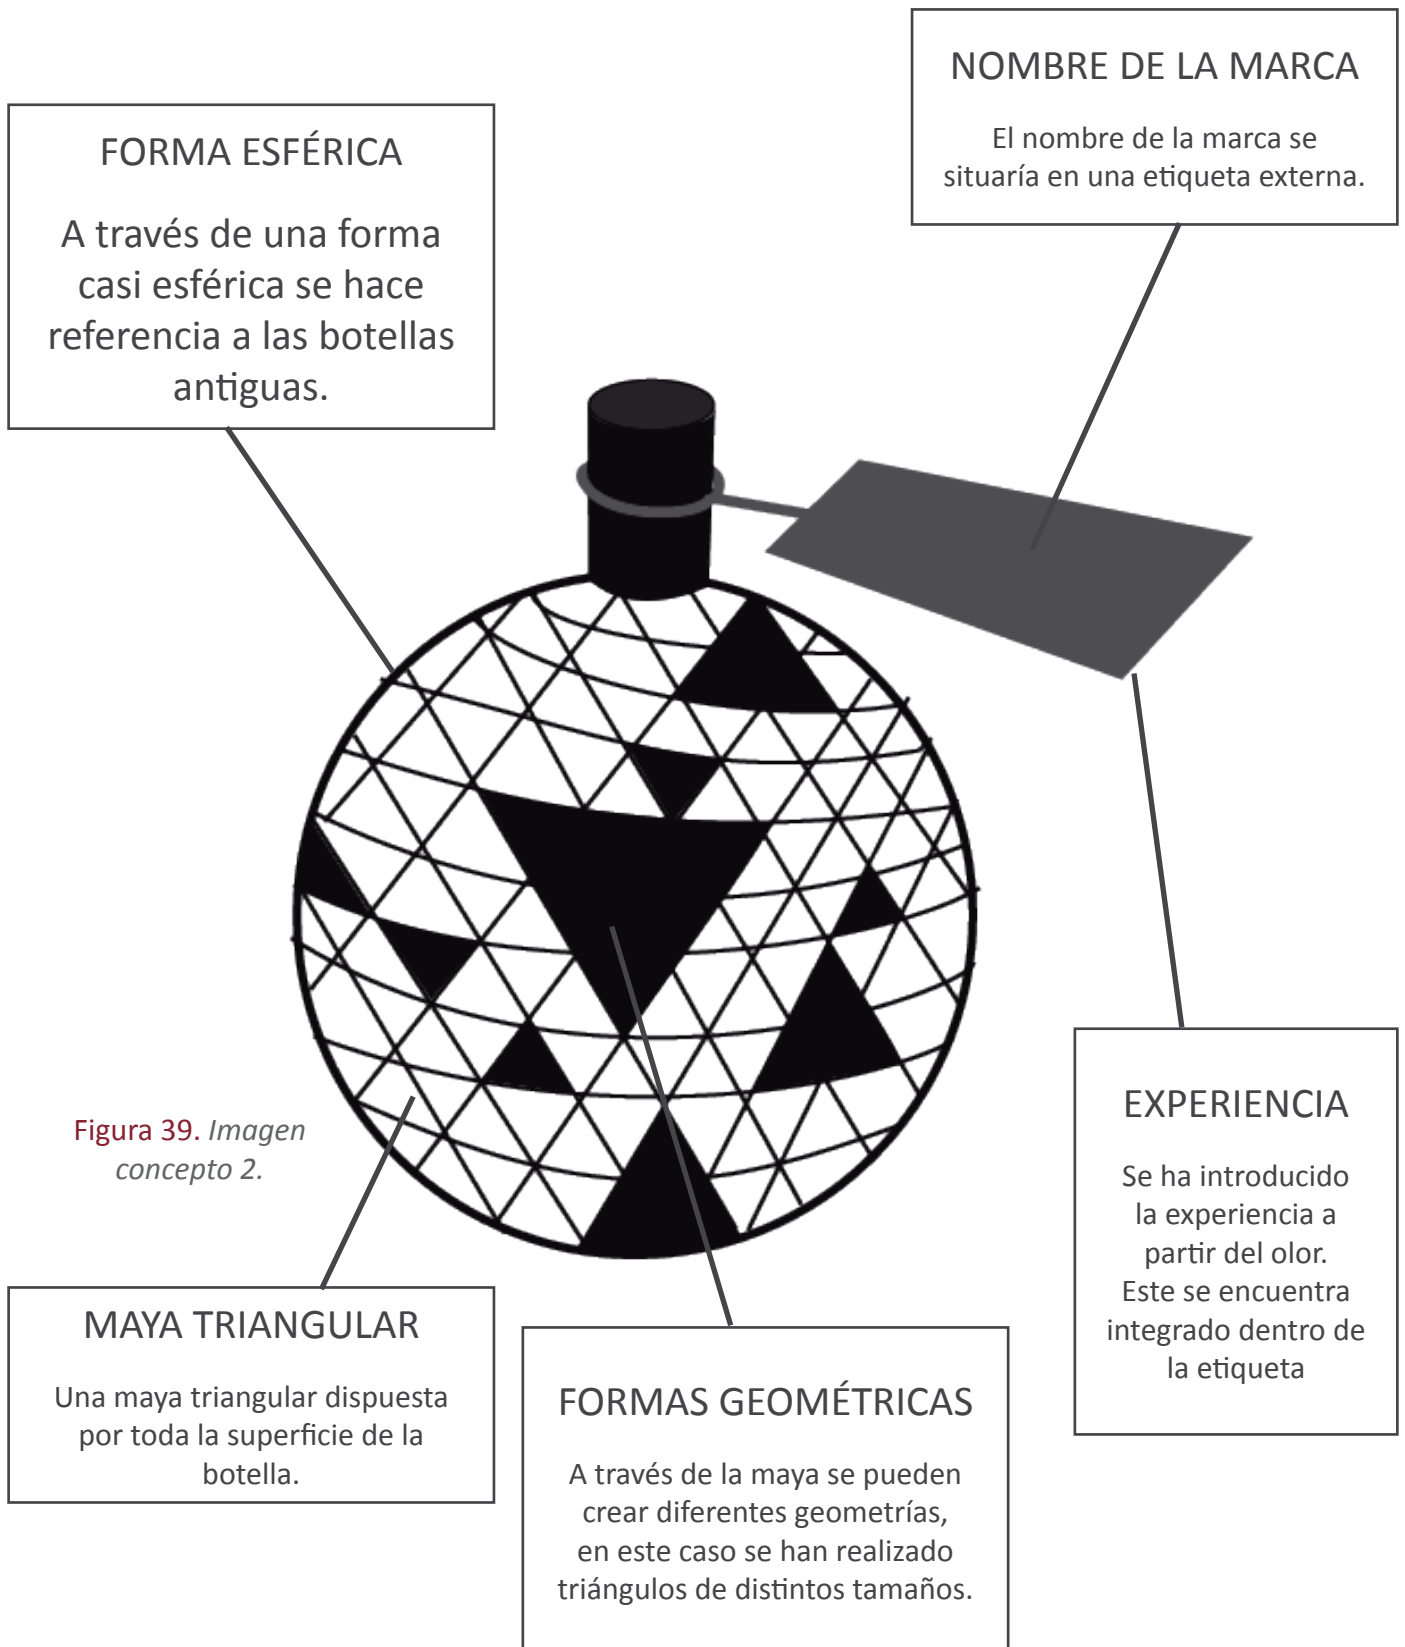 NOMBRE DE LA MARCA
El nombre de la marca se
situaría en una etiqueta externa.
FORMA ESFÉRICA
A través de una forma
casi esférica se hace
referencia a las botellas
antiguas.
Figura 39. Imagen
concepto 2.
EXPERIENCIA
Se ha introducido
la experiencia a
partir del olor.
Este se encuentra
integrado dentro de
la etiqueta
MAYA TRIANGULAR
Una maya triangular dispuesta
por toda la superficie de la
botella.
FORMAS GEOMÉTRICAS
A través de la maya se pueden
crear diferentes geometrías,
en este caso se han realizado
triángulos de distintos tamaños.